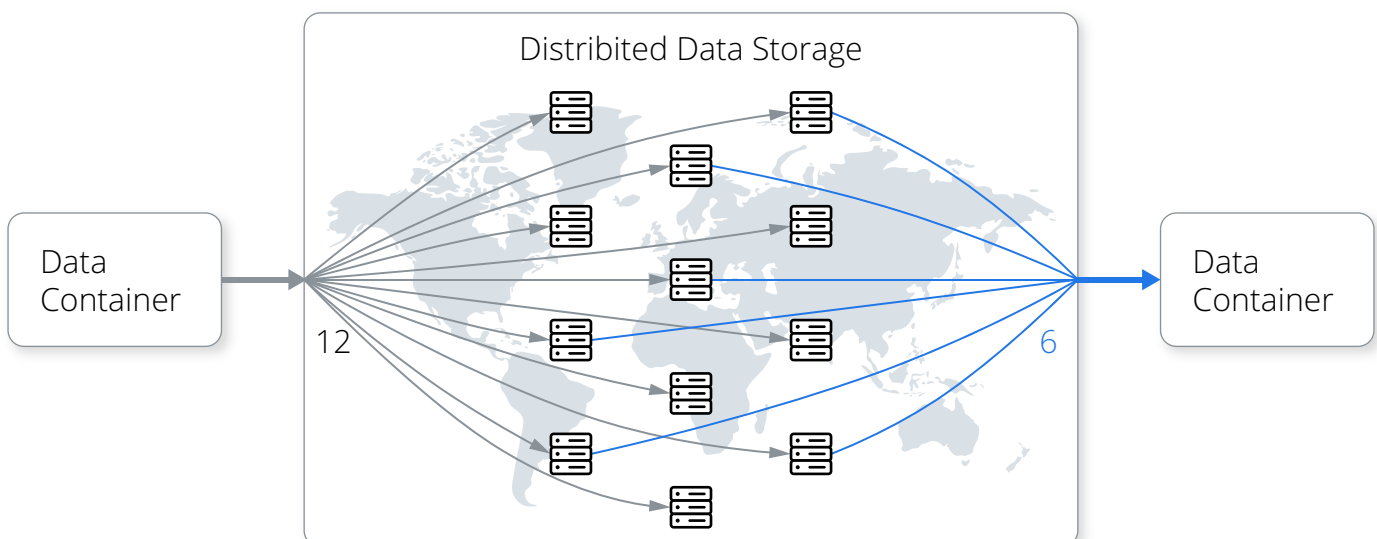 Distribited Data Storage
Data
Container
12
6
Data
Container